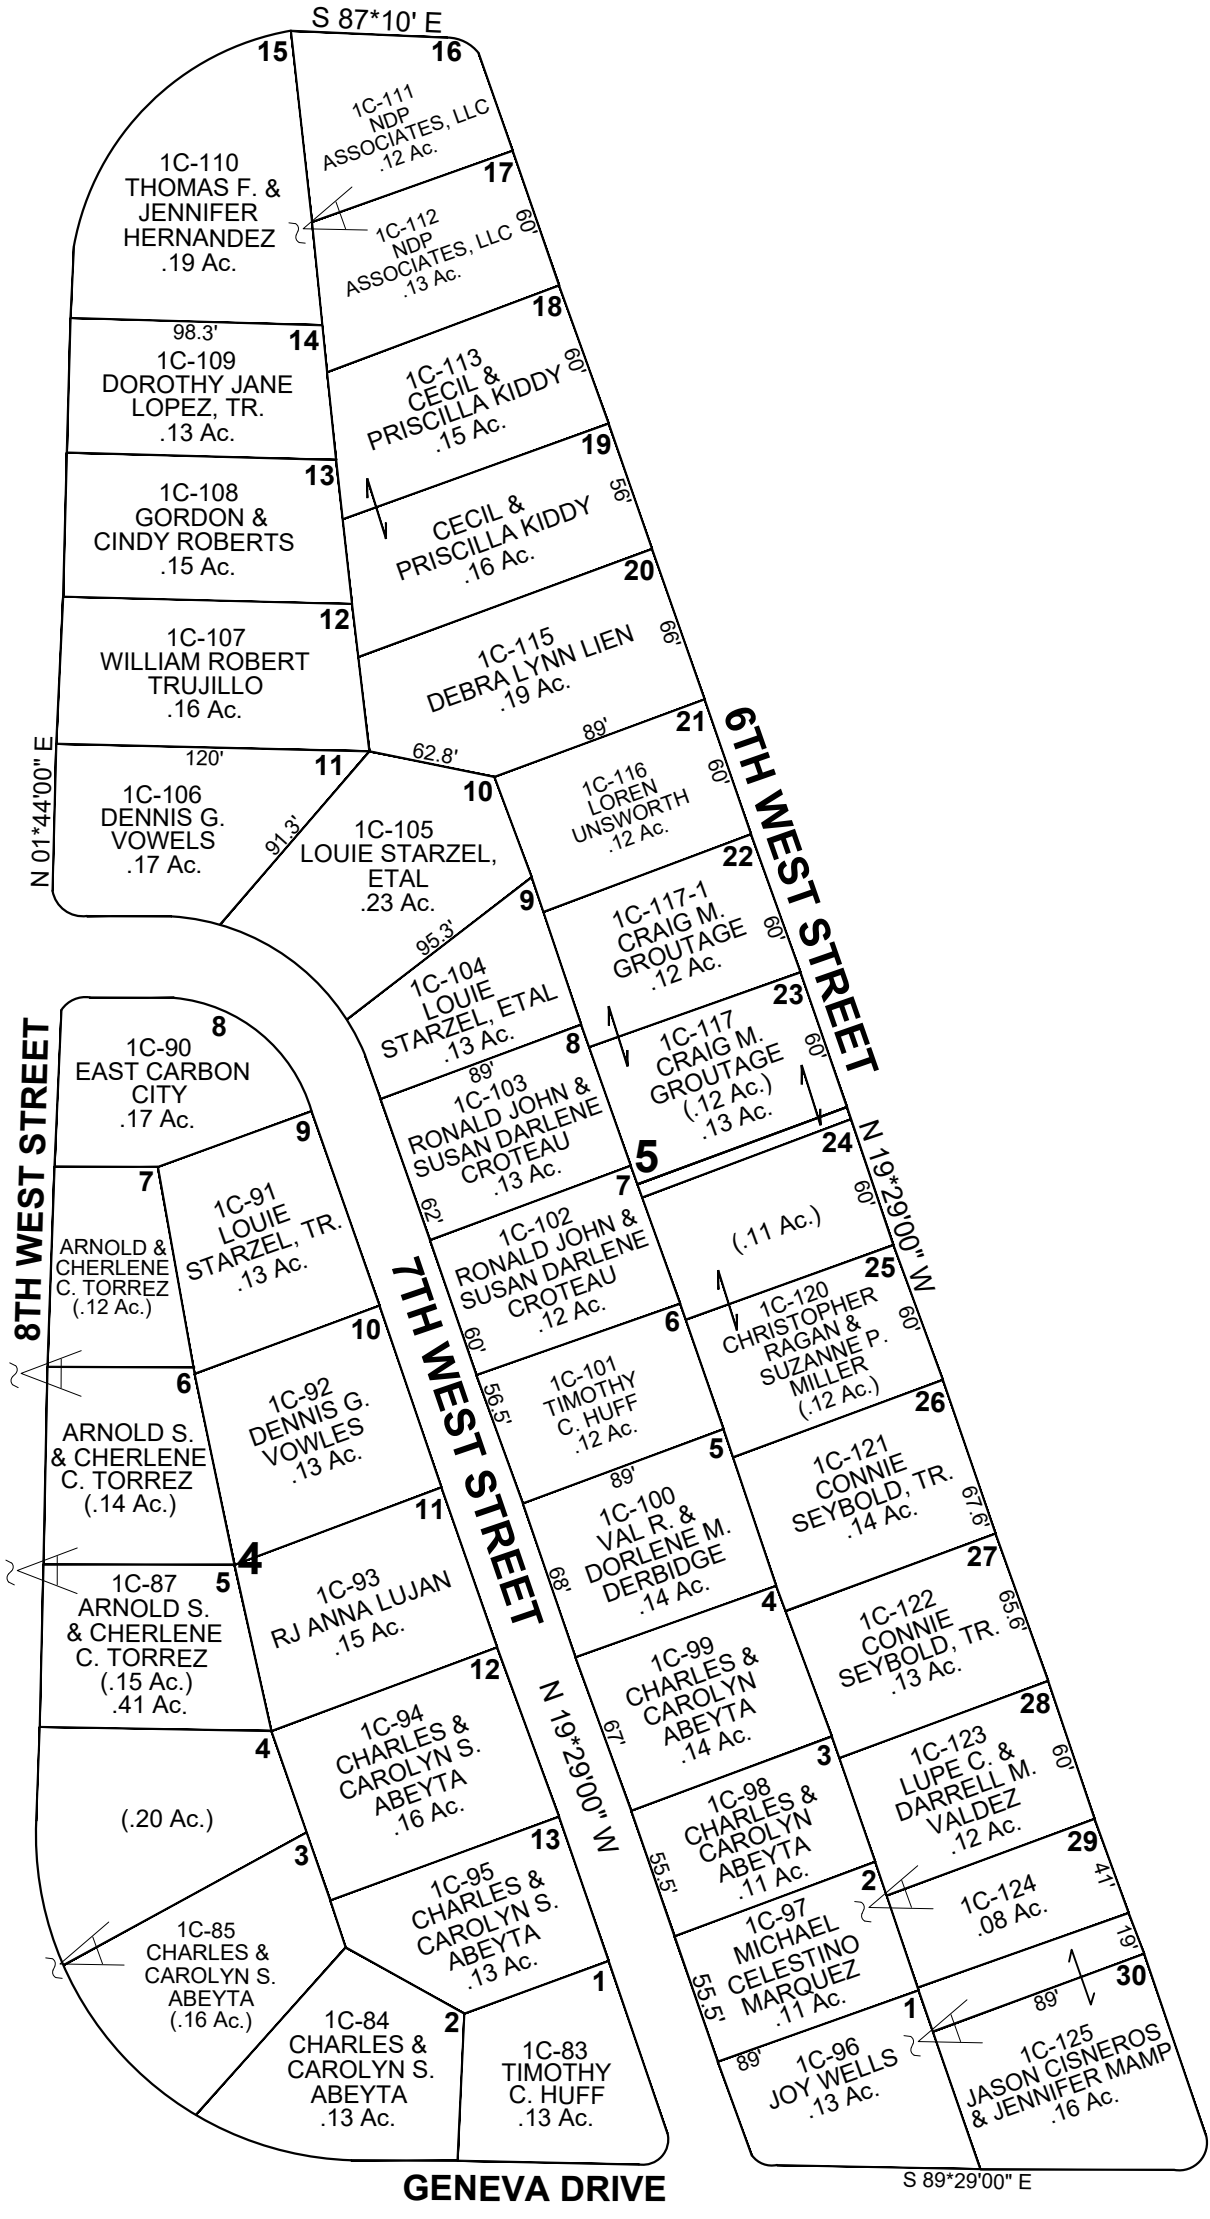 S 87*10' E
15
16
1C-111
NDP
ASSOCIATES, LLC
.12 Ac.
1C-110
THOMAS F. &
JENNIFER
HERNANDEZ
.19 Ac.
17
60'
1C-112
NDP
ASSOCIATES, LLC
.13 Ac.
98.3'
14
1C-109
DOROTHY JANE
LOPEZ, TR.
.13 Ac.
18
60'
1C-113
CECIL &
PRISCILLA KIDDY
.15 Ac.
13
1C-108
GORDON &
CINDY ROBERTS
.15 Ac.
19
56'
CECIL &
PRISCILLA KIDDY
.16 Ac.
12
1C-107
WILLIAM ROBERT
TRUJILLO
.16 Ac.
20
66'
1C-115
DEBRA LYNN LIEN
.19 Ac.
N 01*44'00" E
120'
11
1C-106
DENNIS G.
VOWELS
.17 Ac.
91.3'
62.8'
10
1C-105
LOUIE STARZEL,
ETAL
.23 Ac.
89'
21
60'
1C-116
LOREN
UNSWORTH
.12 Ac.
6TH WEST STREET
22
60'
1C-117-1
CRAIG M.
GROUTAGE
.12 Ac.
95.3'
9
1C-104
LOUIE
STARZEL, ETAL
.13 Ac.
23
60'
1C-117
CRAIG M.
GROUTAGE
(.12 Ac.)
.13 Ac.
8TH WEST STREET
8
1C-90
EAST CARBON
CITY
.17 Ac.
89'
8
1C-103
RONALD JOHN &
SUSAN DARLENE
CROTEAU
.13 Ac.
62'
5
24
60'
N 19*29'00" W
(.11 Ac.)
9
1C-91
LOUIE
STARZEL, TR.
.13 Ac.
7
ARNOLD &
CHERLENE
C. TORREZ
(.12 Ac.)
7
1C-102
RONALD JOHN &
SUSAN DARLENE
CROTEAU
.12 Ac.
60'
25
60'
1C-120
CHRISTOPHER
RAGAN &
SUZANNE P.
MILLER
(.12 Ac.)
7TH WEST STREET
10
1C-92
DENNIS G.
VOWLES
.13 Ac.
6
ARNOLD S.
& CHERLENE
C. TORREZ
(.14 Ac.)
6
56.5'
1C-101
TIMOTHY
C. HUFF
.12 Ac.
26
67.6'
1C-121
CONNIE
SEYBOLD, TR.
.14 Ac.
89'
5
68'
1C-100
VAL R. &
DORLENE M.
DERBIDGE
.14 Ac.
11
1C-93
RJ ANNA LUJAN
.15 Ac.
4
5
1C-87
ARNOLD S.
& CHERLENE
C. TORREZ
(.15 Ac.)
.41 Ac.
27
65.6'
1C-122
CONNIE
SEYBOLD, TR.
.13 Ac.
4
67'
1C-99
CHARLES &
CAROLYN
ABEYTA
.14 Ac.
12
N 19*29'00" W
1C-94
CHARLES &
CAROLYN S.
ABEYTA
.16 Ac.
4
(.20 Ac.)
28
60'
1C-123
LUPE C. &
DARRELL M.
VALDEZ
.12 Ac.
3
55.5'
1C-98
CHARLES &
CAROLYN
ABEYTA
.11 Ac.
13
1C-95
CHARLES &
CAROLYN S.
ABEYTA
.13 Ac.
3
1C-85
CHARLES &
CAROLYN S.
ABEYTA
(.16 Ac.)
29
41'
1C-124
.08 Ac.
2
55.5'
1C-97
MICHAEL
CELESTINO
MARQUEZ
.11 Ac.
19'
30
89'
1C-125
JASON CISNEROS
& JENNIFER MAMP
.16 Ac.
1
89'
1C-96
JOY WELLS
.13 Ac.
1
1C-83
TIMOTHY
C. HUFF
.13 Ac.
2
1C-84
CHARLES &
CAROLYN S.
ABEYTA
.13 Ac.
GENEVA DRIVE
S 89*29'00" E